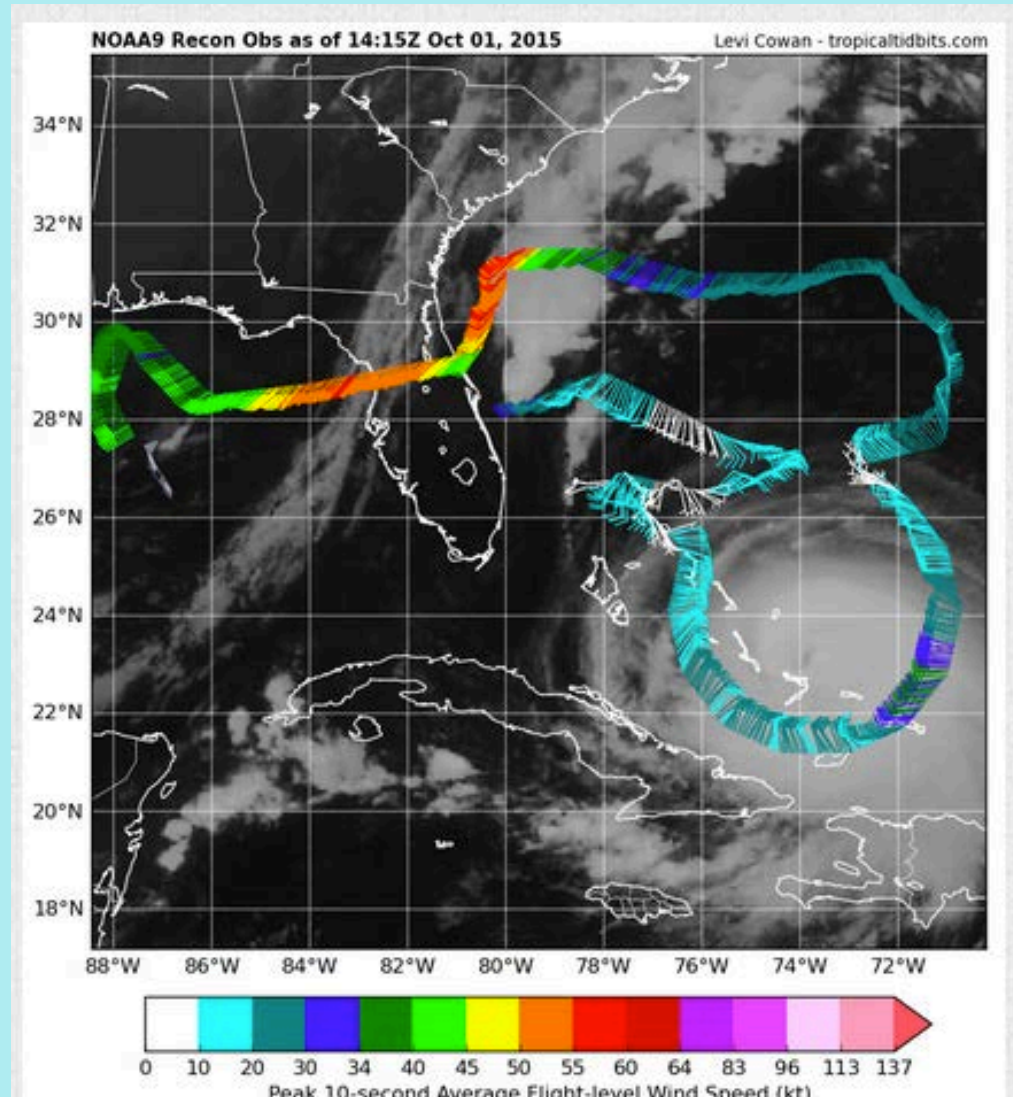 NOAA9 Recon Obs as of 14:15Z Oct 01, 2015 Levi Cowan - tropicaltidbits.com
34°N
32°N
30°N
28°N
26°N
24°N
22°N
20°N
18°N
88°W 86°W 84°W 82°W 80°W 78°W 76°W 74°W 72°W
0 10 20 30 34 40 45 50 55 60 64 83 96 113 137
Peak 10-second Average Flight-level Wind Speed (kt)